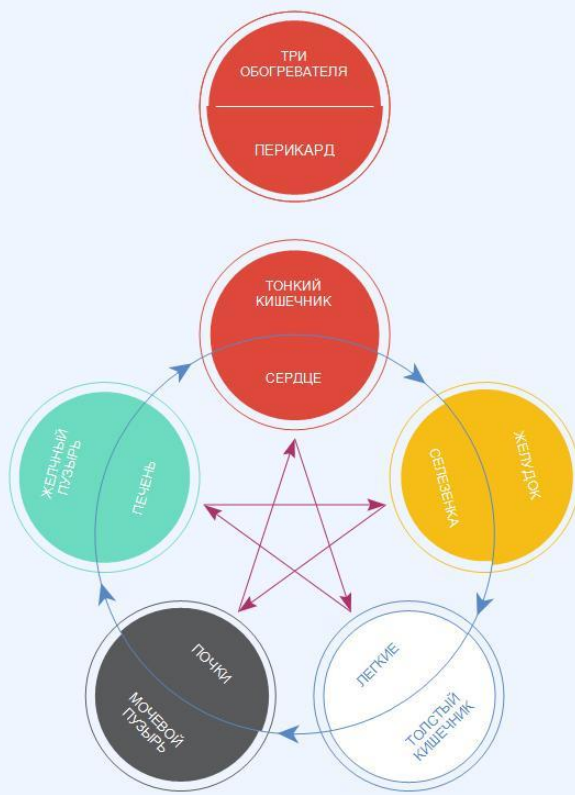 ТРИ
ОБОГРЕВАТЕЛЯ
ПЕРИКАРД
ТОНКИЙ
КИШЕЧНИК
СЕРДЦЕ
ЖЕЛЧНЫЙ
ПУЗЫРЬ
ПЕЧЕНЬ
СЕЛЕЗЕНКА
ЖЕЛУДОК
ПОЧКИ
МОЧЕВОЙ
ПУЗЫРЬ
ЛЕГКИЕ
ТОЛСТЫЙ
КИШЕЧНИК